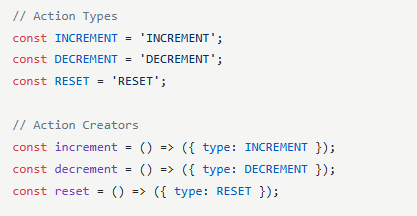 // Action Types
const INCREMENT = 'INCREMENT';
const DECREMENT = 'DECREMENT';
const RESET = 'RESET';
// Action Creators
const increment = () => ({ type: INCREMENT });
const decrement = () => ({ type: DECREMENT });
const reset = () => ({ type: RESET });